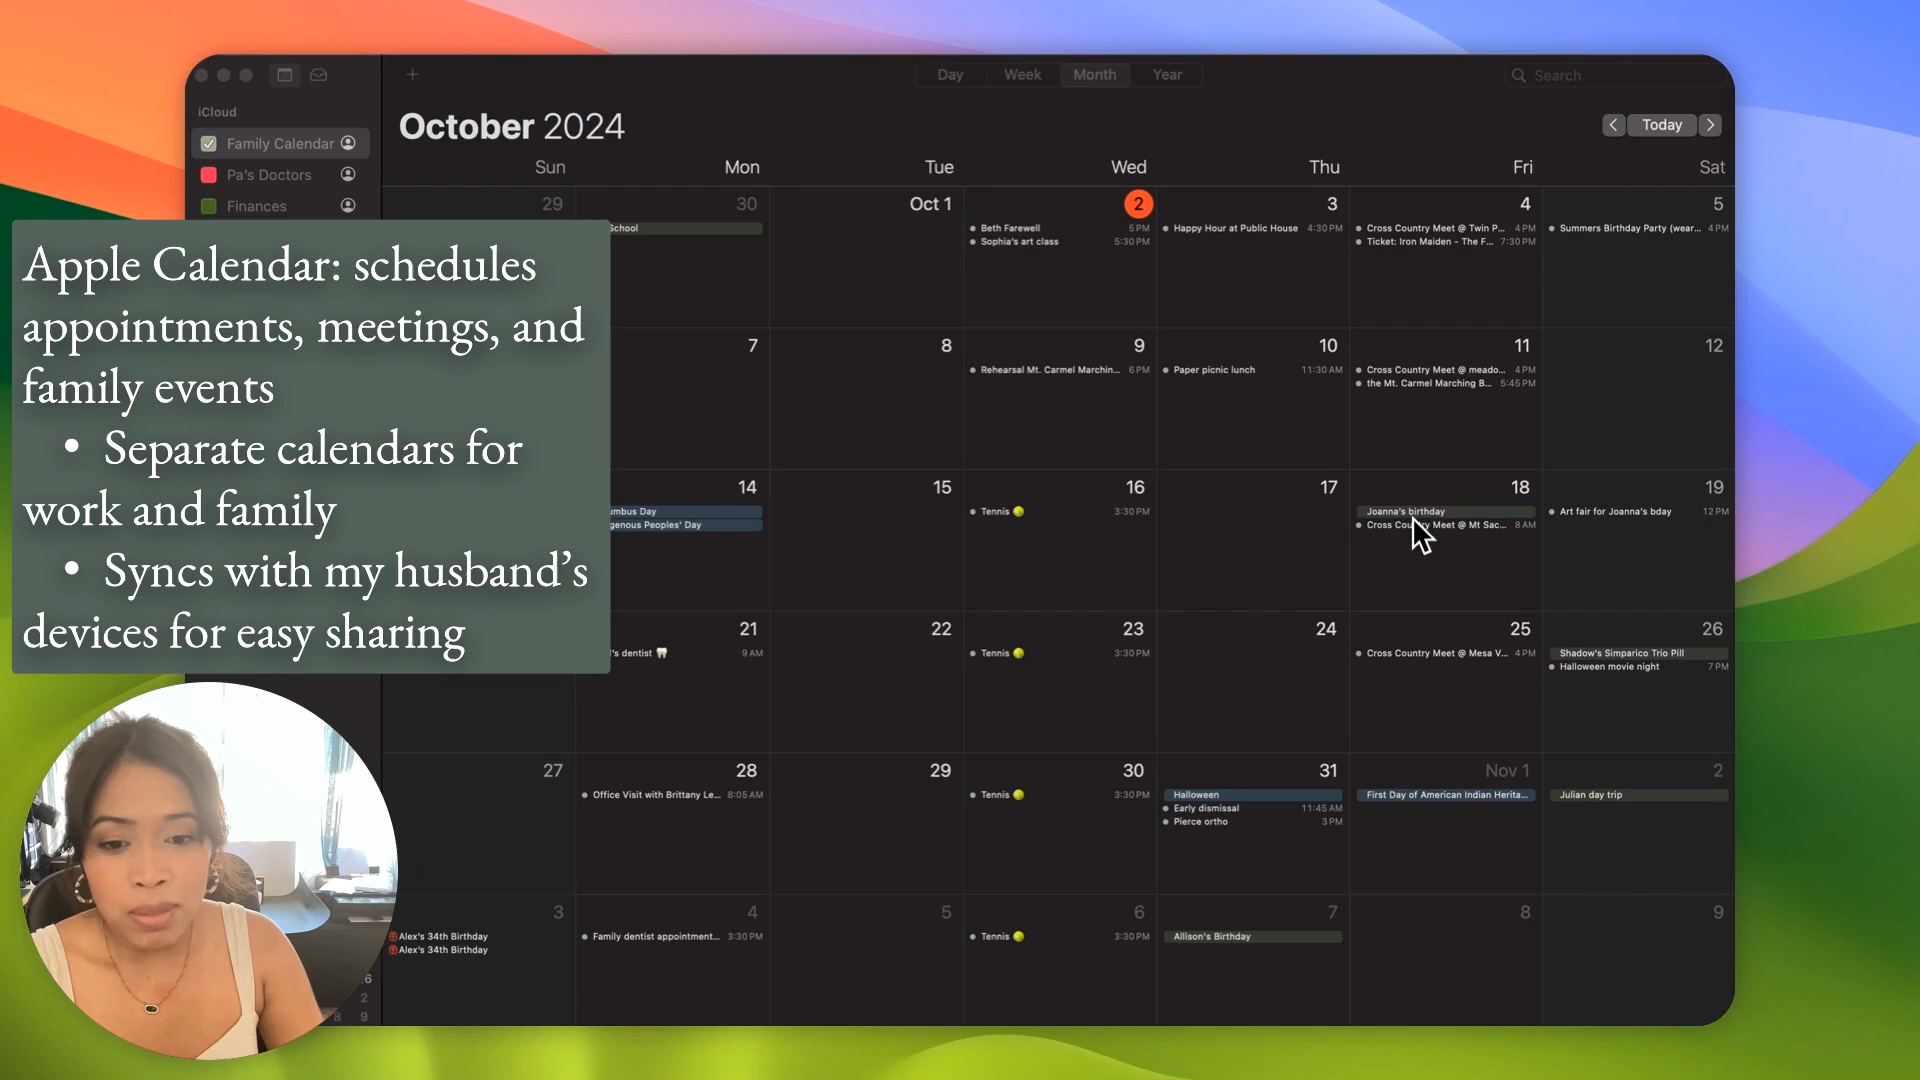 Day Week Month Year
Search
iCloud
October 2024
Today
Family Calendar
Pa's Doctors
Finances
Sun Mon Tue Wed Thu Fri Sat
29 30 Oct 1 2 3 4 5
School
Beth Farewell 5 PM
Sophia's art class 5:30 PM
Happy Hour at Public House 4:30 PM
Cross Country Meet @ Twin P... 4 PM
Ticket: Iron Maiden - The F... 7:30 PM
Summers Birthday Party (wear... 4 PM
Apple Calendar: schedules
appointments, meetings, and
family events
• Separate calendars for
work and family
• Syncs with my husband’s
devices for easy sharing
7 8 9 10 11 12
Rehearsal Mt. Carmel Marchin... 6 PM
Paper picnic lunch 11:30 AM
Cross Country Meet @ meado... 4 PM
the Mt. Carmel Marching B... 5:45 PM
14 15 16 17 18 19
umbus Day
genous Peoples' Day
Tennis 🎾 3:30 PM
Joanna's birthday
Cross Country Meet @ Mt Sac... 8 AM
Art fair for Joanna's bday 12 PM
21 22 23 24 25 26
's dentist 🦷 9 AM
Tennis 🎾 3:30 PM
Cross Country Meet @ Mesa V... 4 PM
Shadow's Simparico Trio Pill
Halloween movie night 7 PM
27 28 29 30 31 Nov 1 2
Office Visit with Brittany Le... 8:05 AM
Tennis 🎾 3:30 PM
Halloween
Early dismissal 11:45 AM
Pierce ortho 3 PM
First Day of American Indian Herita...
Julian day trip
3 4 5 6 7 8 9
Alex's 34th Birthday
Alex's 34th Birthday
Family dentist appointment... 3:30 PM
Tennis 🎾 3:30 PM
Allison's Birthday
6
2
8 9